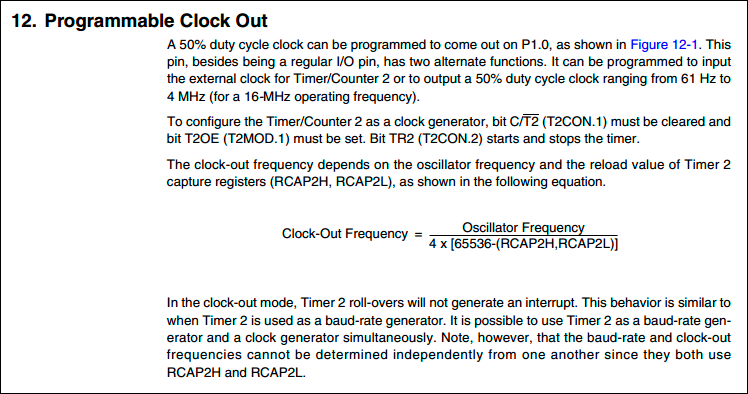 12. Programmable Clock Out
A 50% duty cycle clock can be programmed to come out on P1.0, as shown in Figure 12-1. This
pin, besides being a regular I/O pin, has two alternate functions. It can be programmed to input
the external clock for Timer/Counter 2 or to output a 50% duty cycle clock ranging from 61 Hz to
4 MHz (for a 16-MHz operating frequency).
To configure the Timer/Counter 2 as a clock generator, bit C/T̅2̅ (T2CON.1) must be cleared and
bit T2OE (T2MOD.1) must be set. Bit TR2 (T2CON.2) starts and stops the timer.
The clock-out frequency depends on the oscillator frequency and the reload value of Timer 2
capture registers (RCAP2H, RCAP2L), as shown in the following equation.
Clock-Out Frequency = Oscillator Frequency
4 x [65536-(RCAP2H,RCAP2L)]
In the clock-out mode, Timer 2 roll-overs will not generate an interrupt. This behavior is similar to
when Timer 2 is used as a baud-rate generator. It is possible to use Timer 2 as a baud-rate gen-
erator and a clock generator simultaneously. Note, however, that the baud-rate and clock-out
frequencies cannot be determined independently from one another since they both use
RCAP2H and RCAP2L.